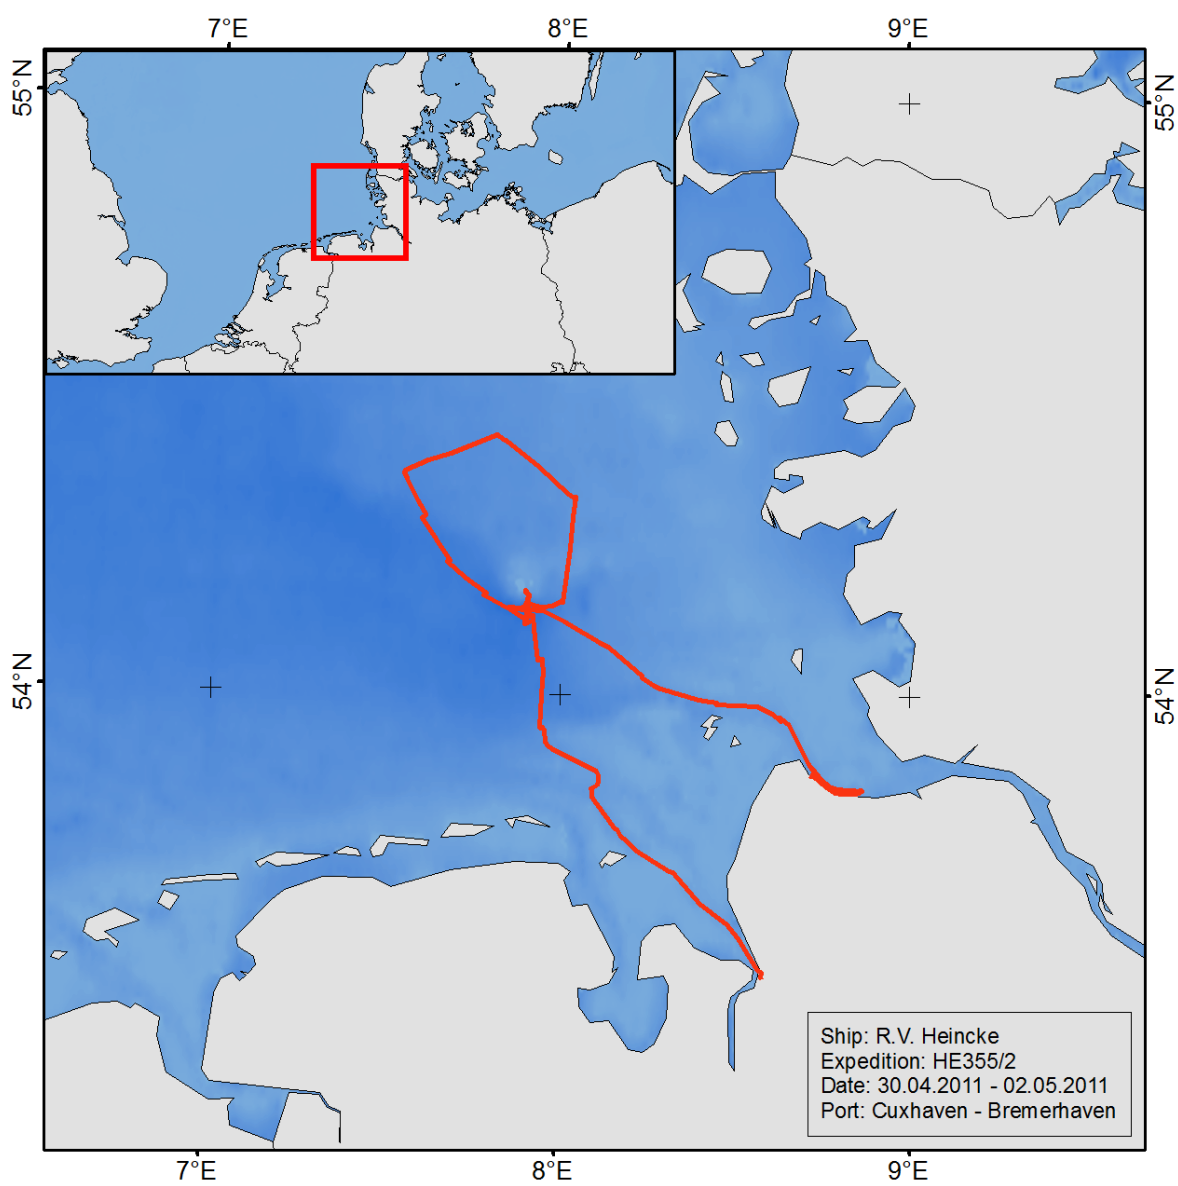 7°E
8°E
9°E
55°N
55°N
54°N
54°N
Ship: R.V. Heincke
Expedition: HE355/2
Date: 30.04.2011 - 02.05.2011
Port: Cuxhaven - Bremerhaven
7°E
8°E
9°E